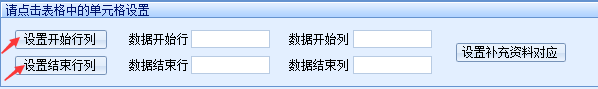 请点击表格中的单元格设置
设置开始行列 数据开始行 数据开始列
设置补充资料对应
设置结束行列 数据结束行 数据结束列